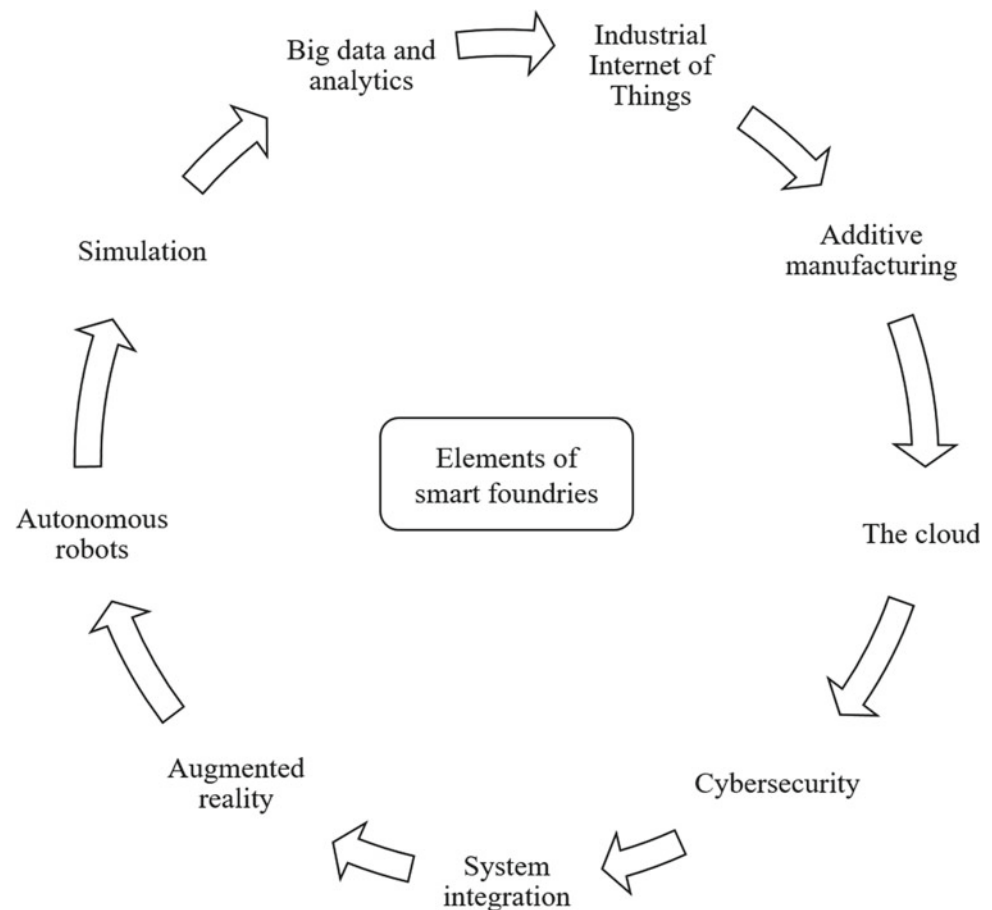 Big data and
analytics
Industrial
Internet of
Things
Additive
manufacturing
The cloud
Cybersecurity
System
integration
Augmented
reality
Autonomous
robots
Simulation
Elements of
smart foundries